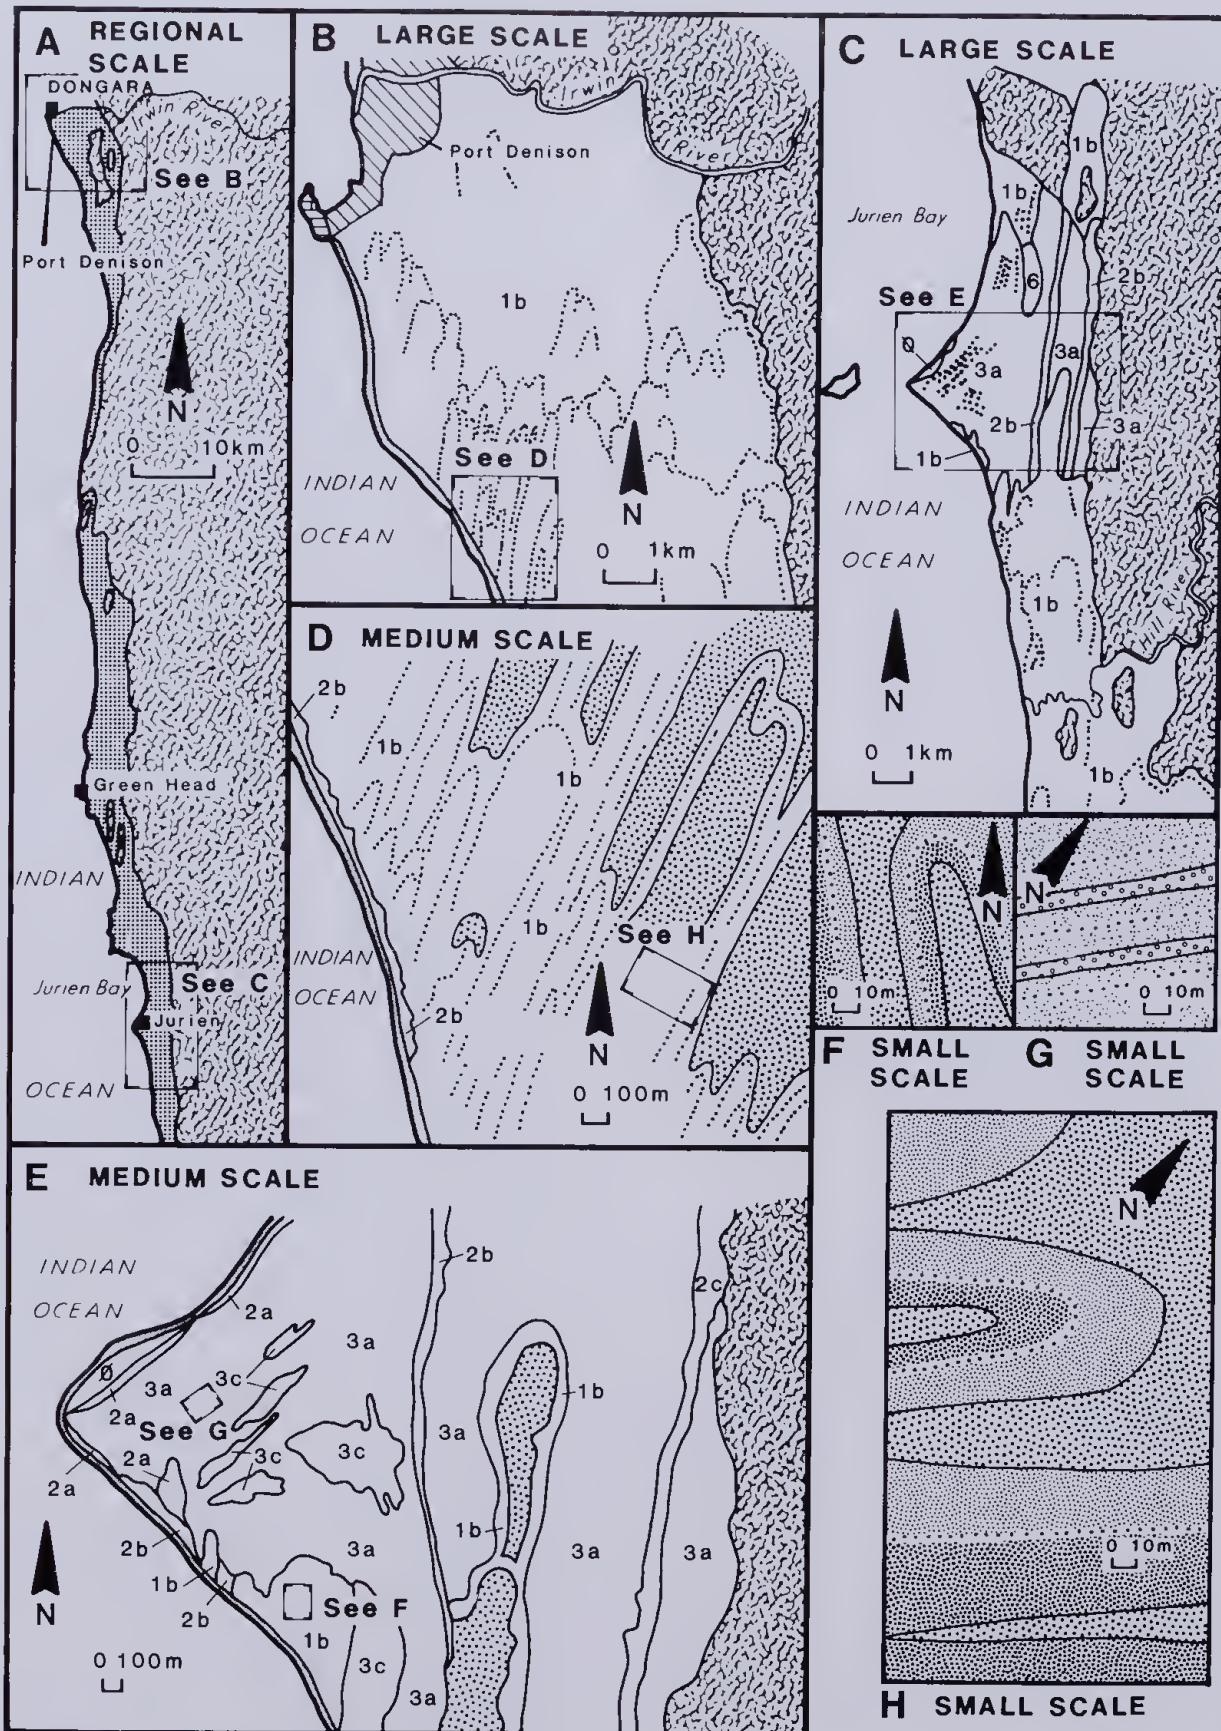 A REGIONAL
SCALE
DONGARA
Irwin River
See B
Port Denison
N
0 10km
Green Head
INDIAN
Jurien Bay
See C
Jurien
OCEAN
B LARGE SCALE
Irwin
River
Port Denison
1b
See D
INDIAN
OCEAN
N
0 1km
C LARGE SCALE
1b
1b
Jurien Bay
6
2b
See E
Ø
3a
3a
2b
3a
1b
INDIAN
OCEAN
1b
Hill River
N
0 1km
1b
D MEDIUM SCALE
2b
1b
1b
1b
See H
INDIAN
OCEAN
2b
N
0 100m
N
0 10m
F SMALL
SCALE
N
0 10m
G SMALL
SCALE
E MEDIUM SCALE
INDIAN
OCEAN
2b
2a
2c
3a
Ø
3a
3c
1b
2a
See G
3a
2a
3c
3c
2a
2b
1b
3a
1b
3a
3a
2b
See F
N
1b
3c
3a
0 100m
N
0 10m
H SMALL SCALE